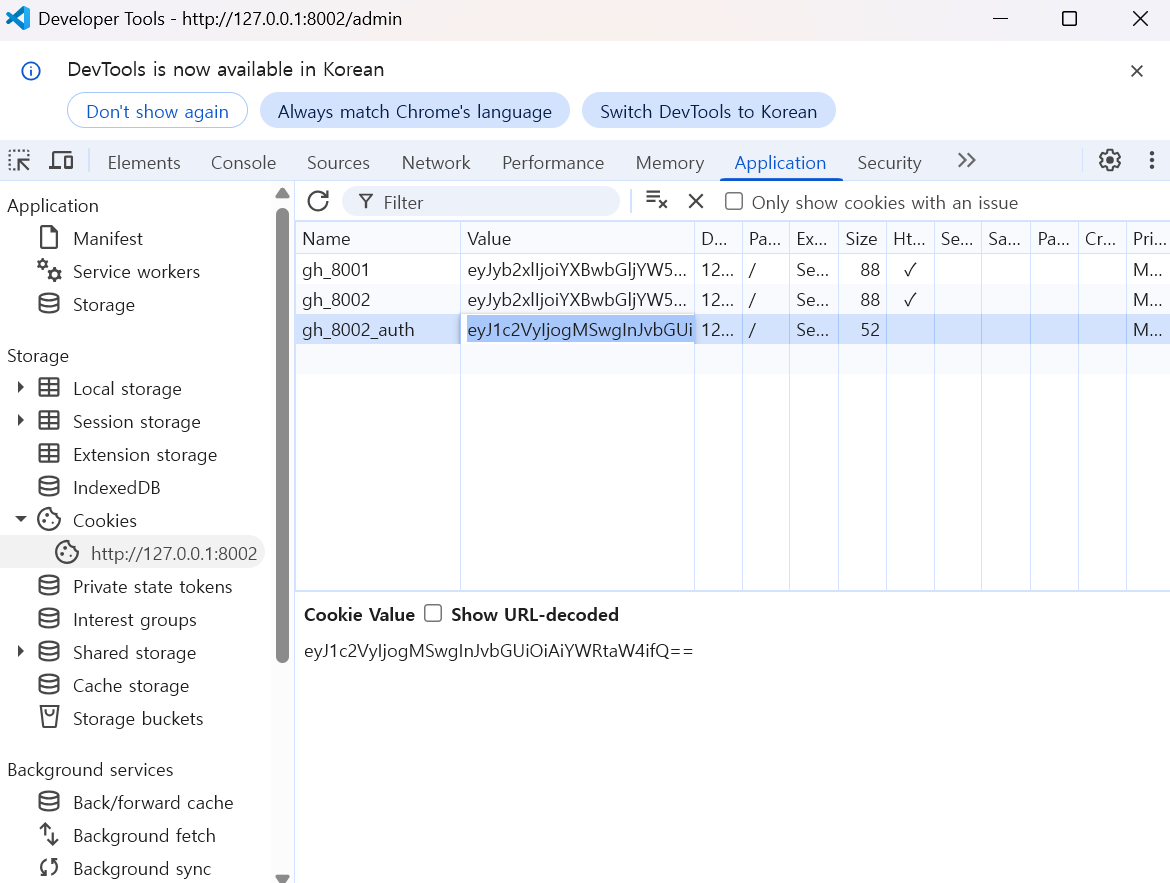 Developer Tools - http://127.0.0.1:8002/admin
DevTools is now available in Korean
Don't show again
Always match Chrome's language
Switch DevTools to Korean
Elements
Console
Sources
Network
Performance
Memory
Application
Security
Application
Manifest
Service workers
Storage
Storage
Local storage
Session storage
Extension storage
IndexedDB
Cookies
http://127.0.0.1:8002
Private state tokens
Interest groups
Shared storage
Cache storage
Storage buckets
Background services
Back/forward cache
Background fetch
Background sync
Filter
Only show cookies with an issue
Name Value D... Pa... Ex... Size Ht... Se... Sa... Pa... Cr... Pri...
gh_8001 eyJyb2xlIjoiYXBwbGljYW5... 12... / Se... 88 ✓ M...
gh_8002 eyJyb2xlIjoiYXBwbGljYW5... 12... / Se... 88 ✓ M...
gh_8002_auth eyJ1c2VyIjogMSwgInJvbGUi 12... / Se... 52 M...
Cookie Value Show URL-decoded
eyJ1c2VyIjogMSwgInJvbGUiOiAiYWRtaW4ifQ==